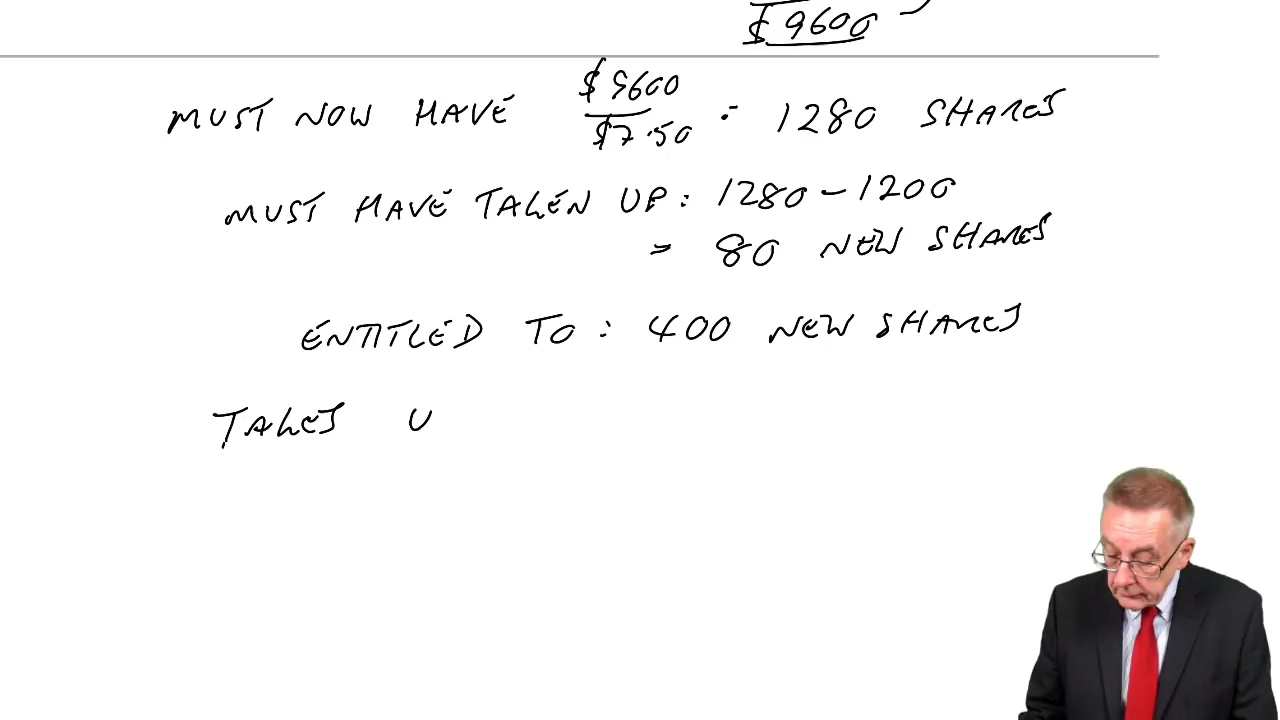 $9600
MUST NOW HAVE $9600 / $7.50 = 1280 SHARES
MUST HAVE TAKEN UP: 1280 - 1200
= 80 NEW SHARES
ENTITLED TO: 400 NEW SHARES
TAKES U